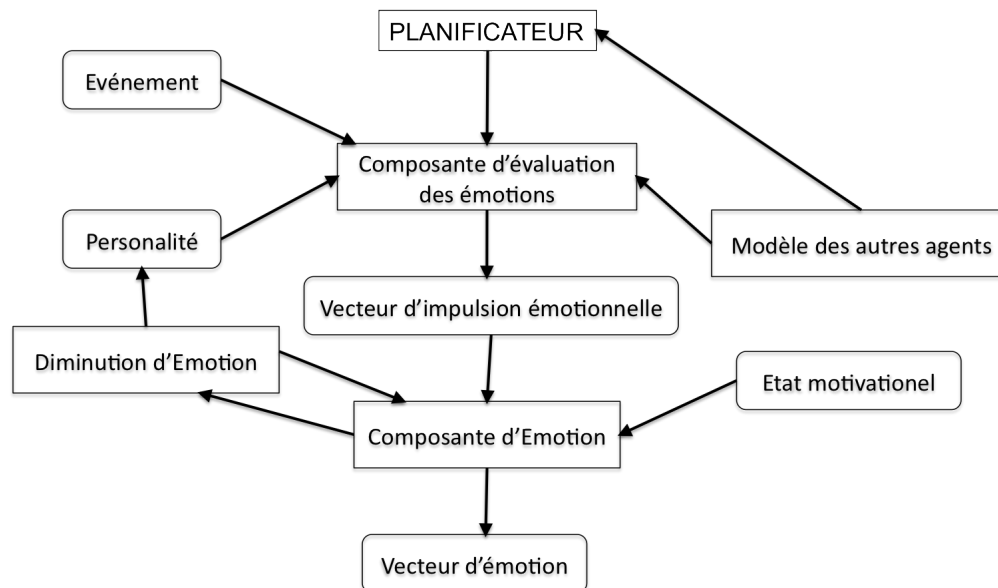 PLANIFICATEUR
Evénement
Composante d’évaluation
des émotions
Personalité
Modèle des autres agents
Vecteur d’impulsion émotionnelle
Diminution d’Emotion
Etat motivationel
Composante d’Emotion
Vecteur d’émotion